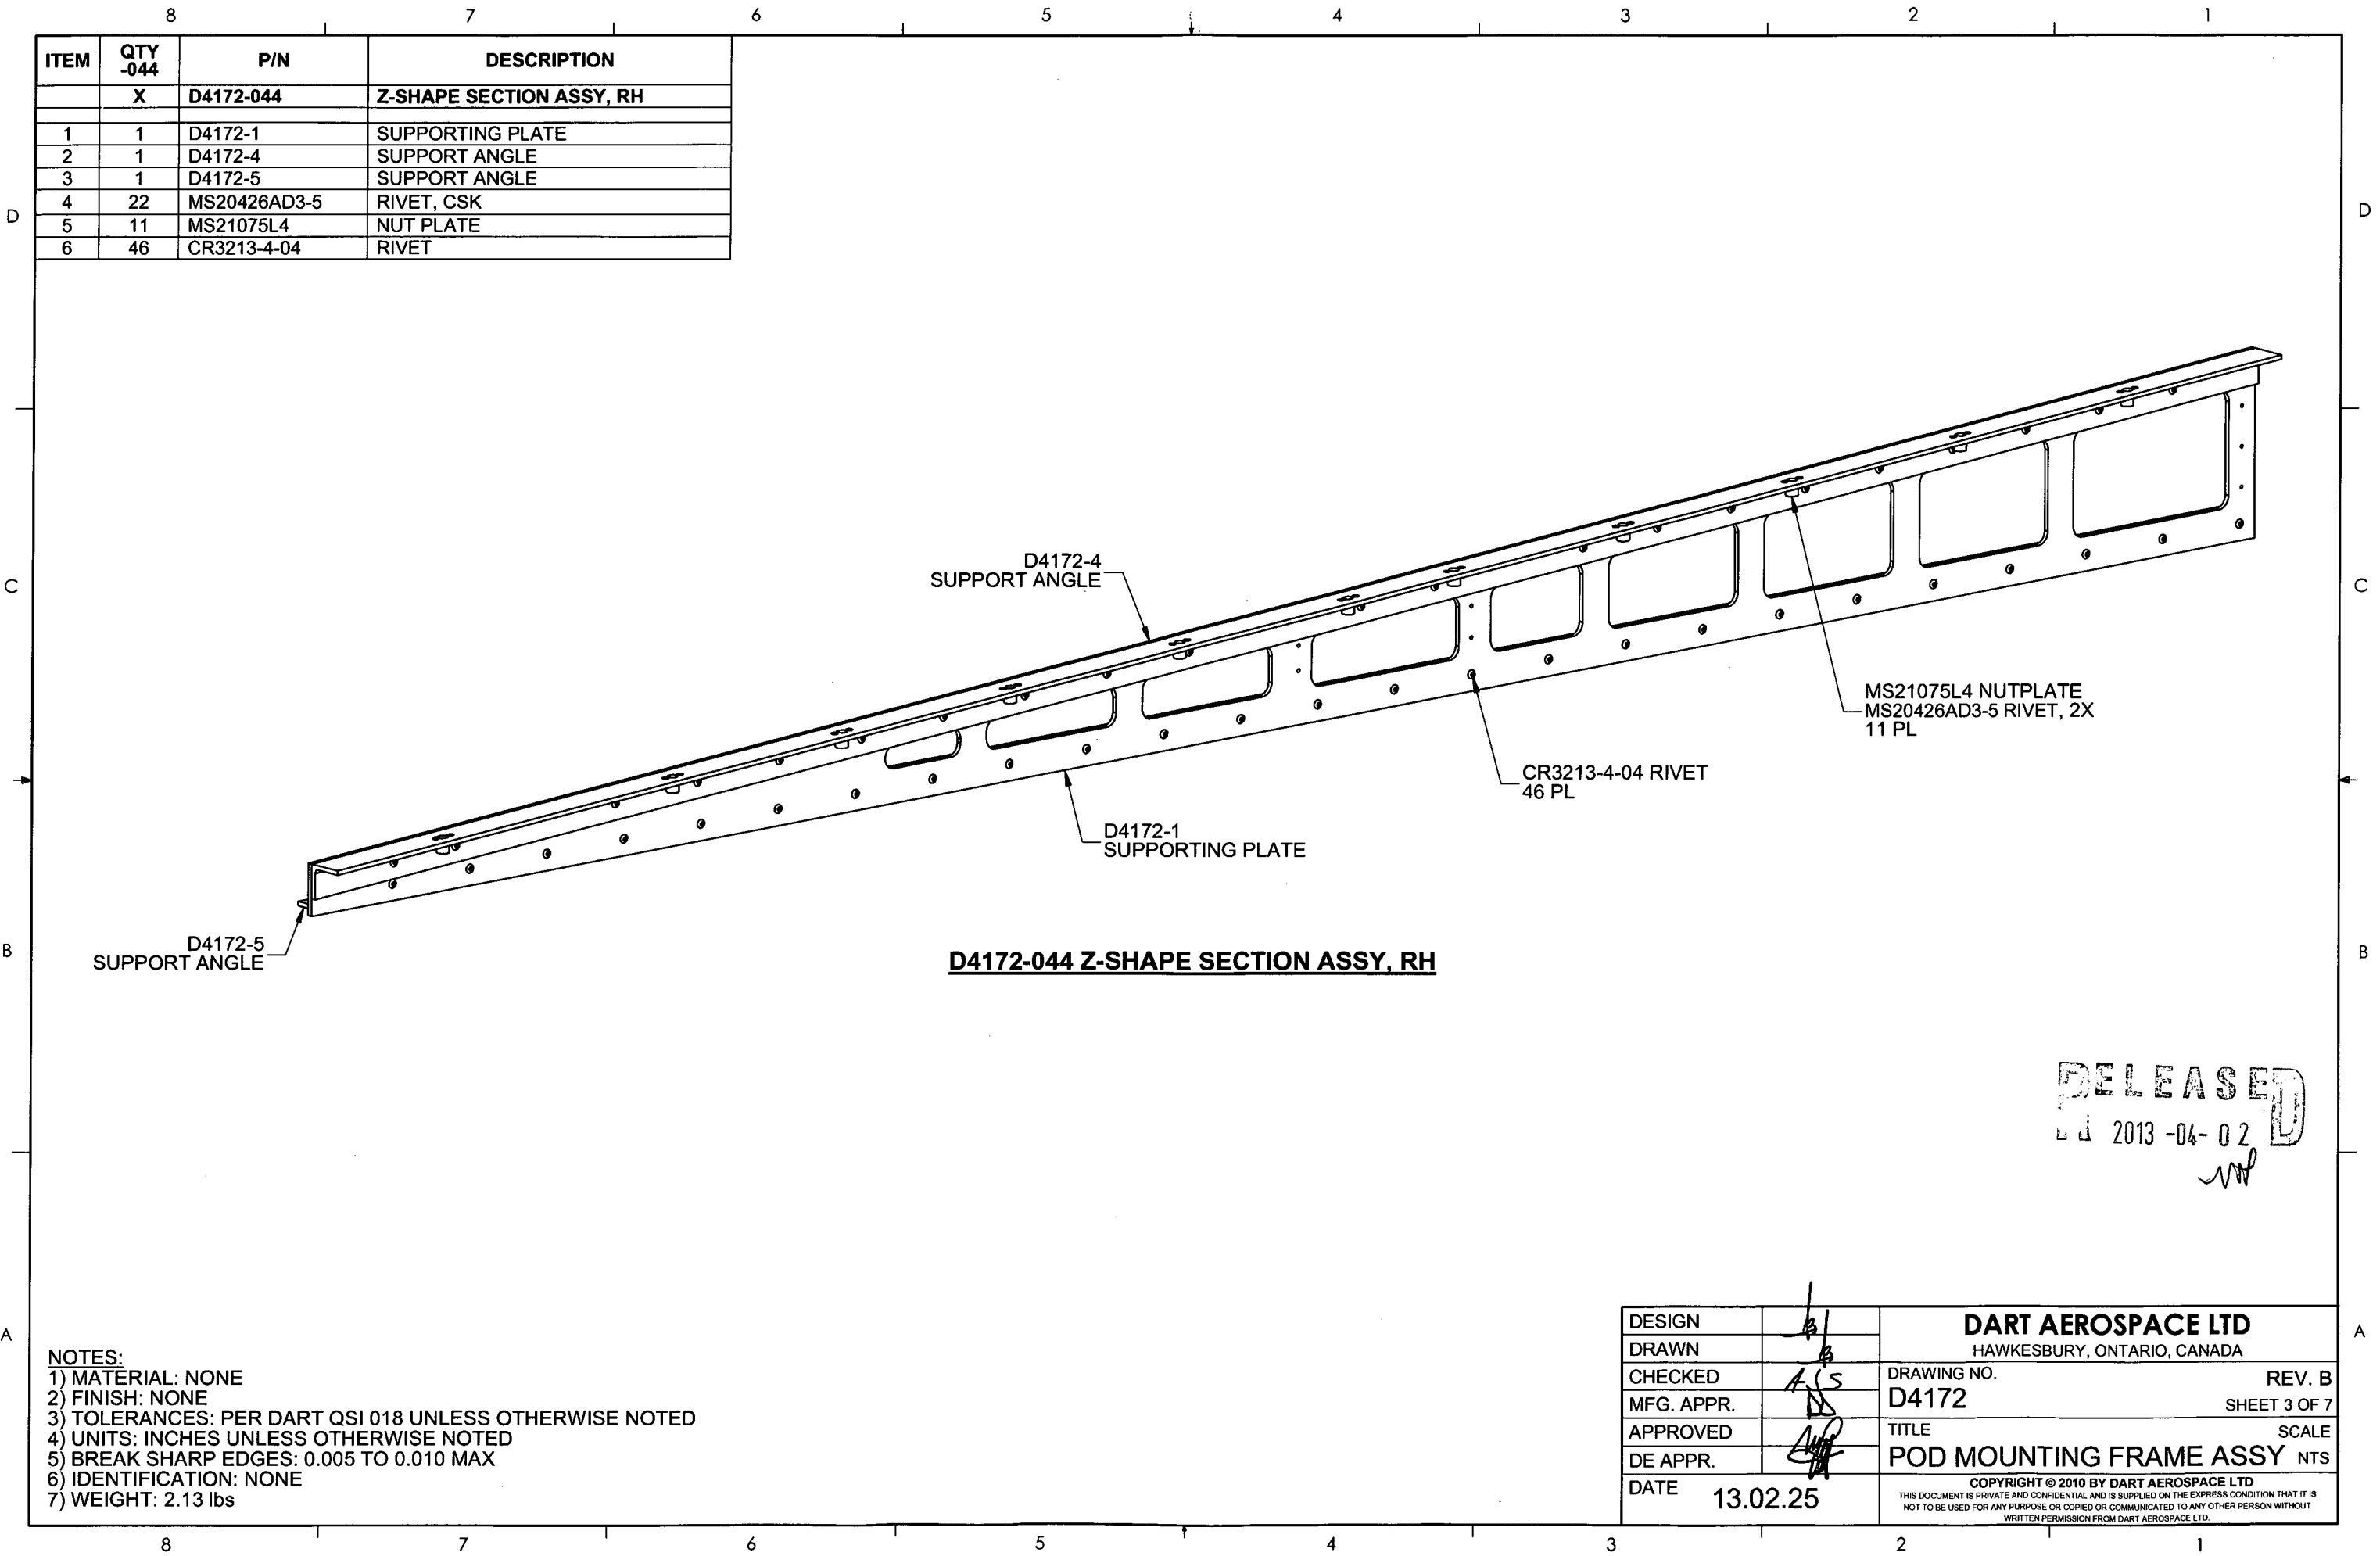 8 7 6 5 4 3 2 1
ITEM QTY -044 P/N DESCRIPTION
X D4172-044 Z-SHAPE SECTION ASSY, RH
1 1 D4172-1 SUPPORTING PLATE
2 1 D4172-4 SUPPORT ANGLE
3 1 D4172-5 SUPPORT ANGLE
4 22 MS20426AD3-5 RIVET, CSK
5 11 MS21075L4 NUT PLATE
6 46 CR3213-4-04 RIVET
D D
D4172-4
SUPPORT ANGLE
C C
MS21075L4 NUTPLATE
MS20426AD3-5 RIVET, 2X
11 PL
CR3213-4-04 RIVET
46 PL
D4172-1
SUPPORTING PLATE
D4172-5
SUPPORT ANGLE
B B
D4172-044 Z-SHAPE SECTION ASSY, RH
RELEASED
2013 -04- 02
A A
NOTES:
1) MATERIAL: NONE
2) FINISH: NONE
3) TOLERANCES: PER DART QSI 018 UNLESS OTHERWISE NOTED
4) UNITS: INCHES UNLESS OTHERWISE NOTED
5) BREAK SHARP EDGES: 0.005 TO 0.010 MAX
6) IDENTIFICATION: NONE
7) WEIGHT: 2.13 lbs
DESIGN
DRAWN
CHECKED
MFG. APPR.
APPROVED
DE APPR.
DATE 13.02.25
DART AEROSPACE LTD
HAWKESBURY, ONTARIO, CANADA
DRAWING NO. REV. B
D4172 SHEET 3 OF 7
TITLE SCALE
POD MOUNTING FRAME ASSY NTS
COPYRIGHT © 2010 BY DART AEROSPACE LTD
THIS DOCUMENT IS PRIVATE AND CONFIDENTIAL AND IS SUPPLIED ON THE EXPRESS CONDITION THAT IT IS
NOT TO BE USED FOR ANY PURPOSE OR COPIED OR COMMUNICATED TO ANY OTHER PERSON WITHOUT
WRITTEN PERMISSION FROM DART AEROSPACE LTD.
8 7 6 5 4 3 2 1